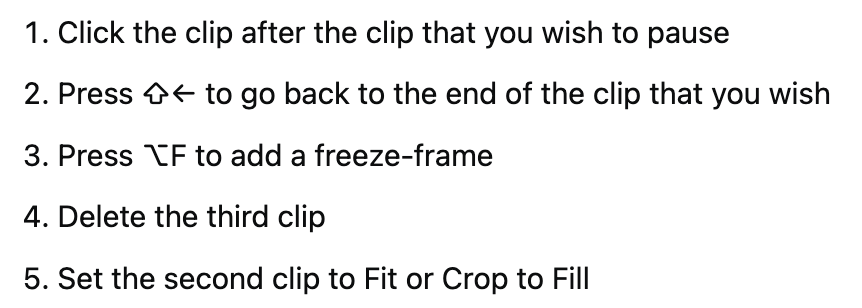 1. Click the clip after the clip that you wish to pause
2. Press ⇧← to go back to the end of the clip that you wish
3. Press ⌥F to add a freeze-frame
4. Delete the third clip
5. Set the second clip to Fit or Crop to Fill